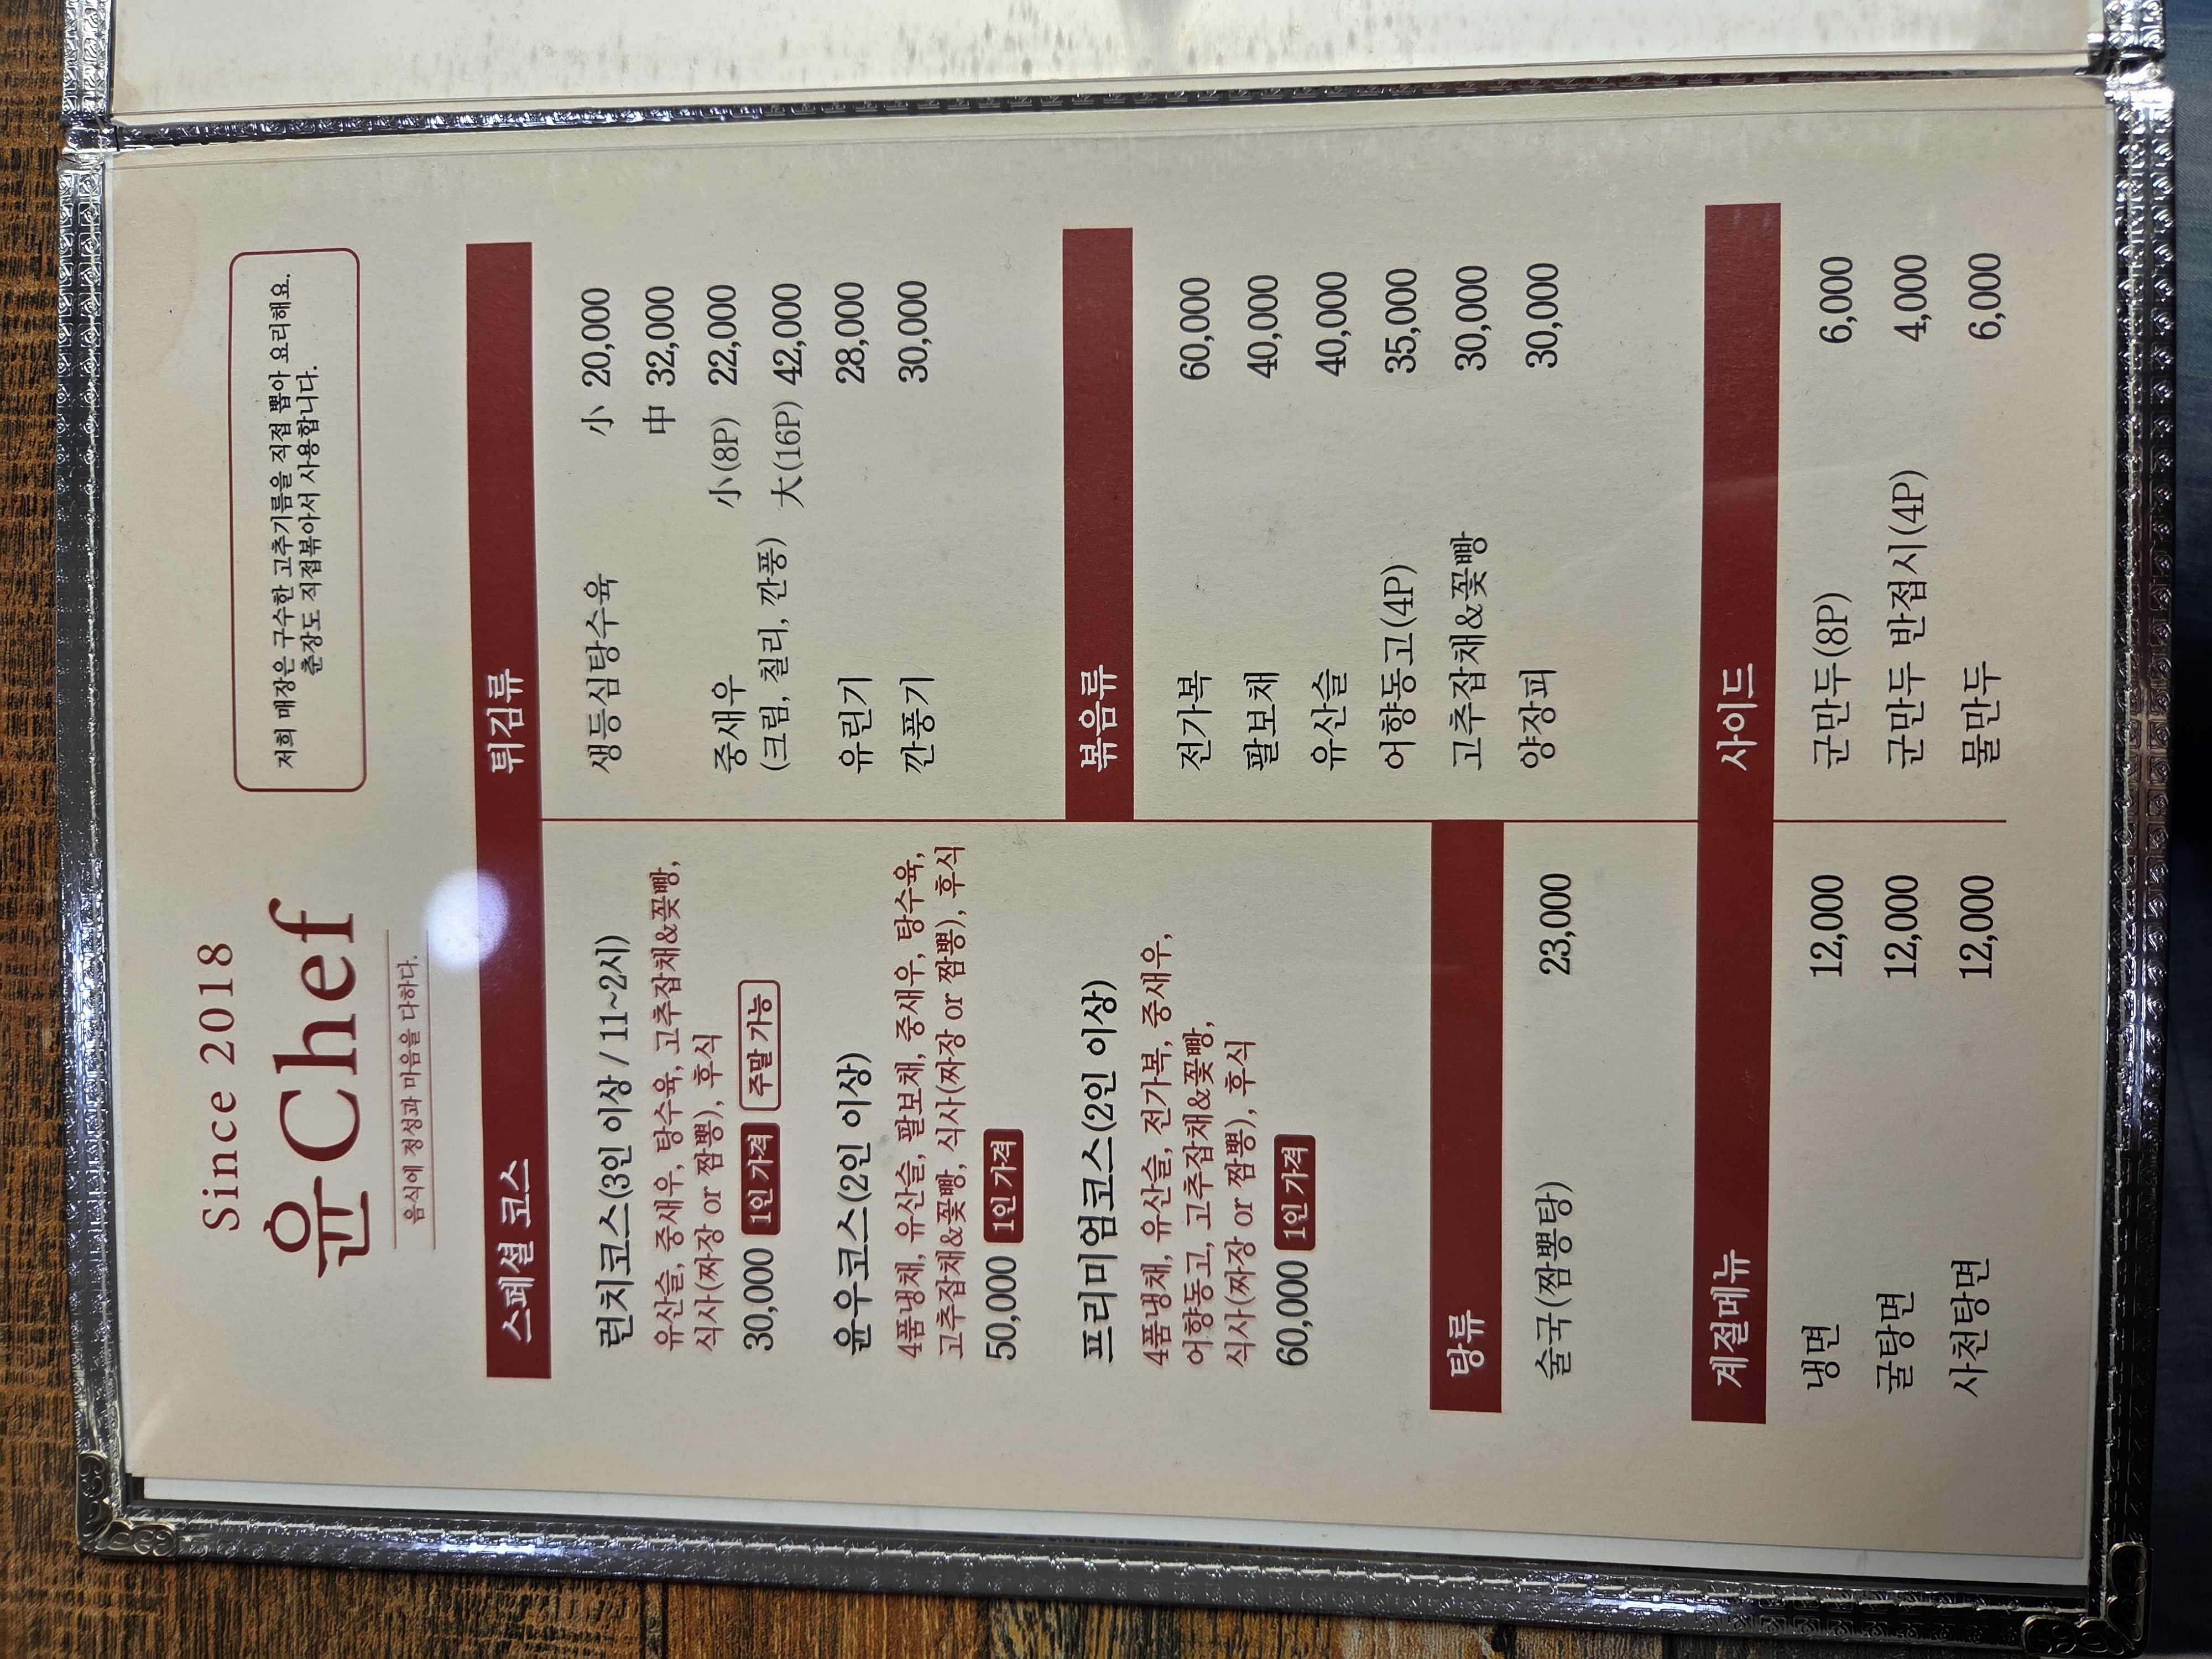 Since 2018
윤Chef
음식에 정성과 마음을 다하다.
저희 매장은 구수한 고추기름을 직접 뽑아 요리해요.
춘장도 직접볶아서 사용합니다.
스페셜 코스
런치코스(3인 이상 / 11~2시)
유산슬, 중새우, 탕수육, 고추잡채&꽃빵,
식사(짜장 or 짬뽕), 후식
30,000 1인 가격 주말 가능
윤우코스(2인 이상)
4품냉채, 유산슬, 팔보채, 중새우, 탕수육,
고추잡채&꽃빵, 식사(짜장 or 짬뽕), 후식
50,000 1인 가격
프리미엄코스(2인 이상)
4품냉채, 유산슬, 전가복, 중새우,
어향동고, 고추잡채&꽃빵,
식사(짜장 or 짬뽕), 후식
60,000 1인 가격
탕류
술국(짬뽕탕) 23,000
계절메뉴
냉면 12,000
굴탕면 12,000
사천탕면 12,000
튀김류
생등심탕수육 小 20,000
中 32,000
중새우 小(8P) 22,000
(크림, 칠리, 깐풍) 大(16P) 42,000
유린기 28,000
깐풍기 30,000
볶음류
전가복 60,000
팔보채 40,000
유산슬 40,000
어향동고(4P) 35,000
고추잡채&꽃빵 30,000
양장피 30,000
사이드
군만두(8P) 6,000
군만두 반접시(4P) 4,000
물만두 6,000